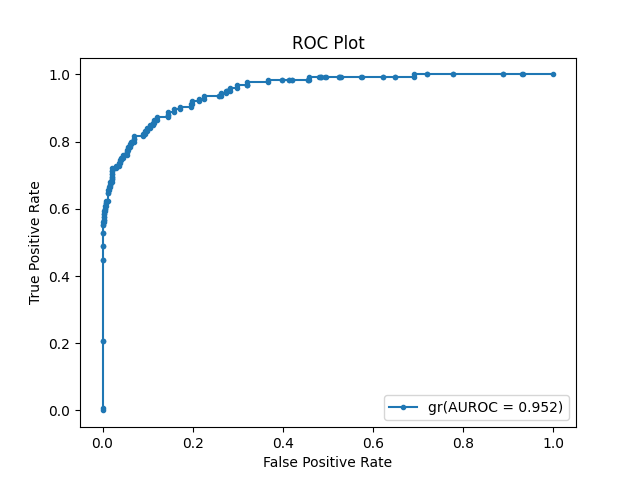 ROC Plot
True Positive Rate
1.0
0.8
0.6
0.4
0.2
0.0
gr(AUROC = 0.952)
0.0 0.2 0.4 0.6 0.8 1.0
False Positive Rate